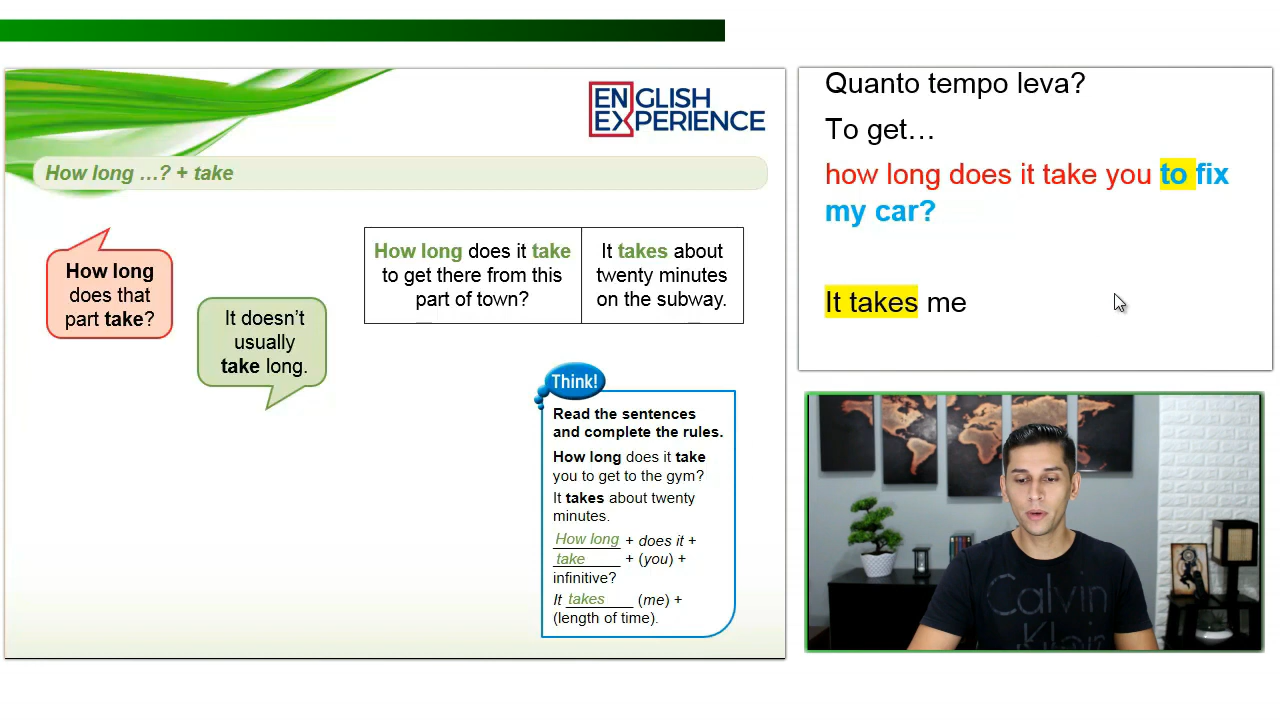 ENGLISH
EXPERIENCE
How long …? + take
How long
does that
part take?
It doesn’t
usually
take long.
How long does it take
to get there from this
part of town?
It takes about
twenty minutes
on the subway.
Think!
Read the sentences
and complete the rules.
How long does it take
you to get to the gym?
It takes about twenty
minutes.
How long + does it +
take + (you) +
infinitive?
It takes (me) +
(length of time).
Quanto tempo leva?
To get…
how long does it take you to fix
my car?
It takes me
Calvin
Klein